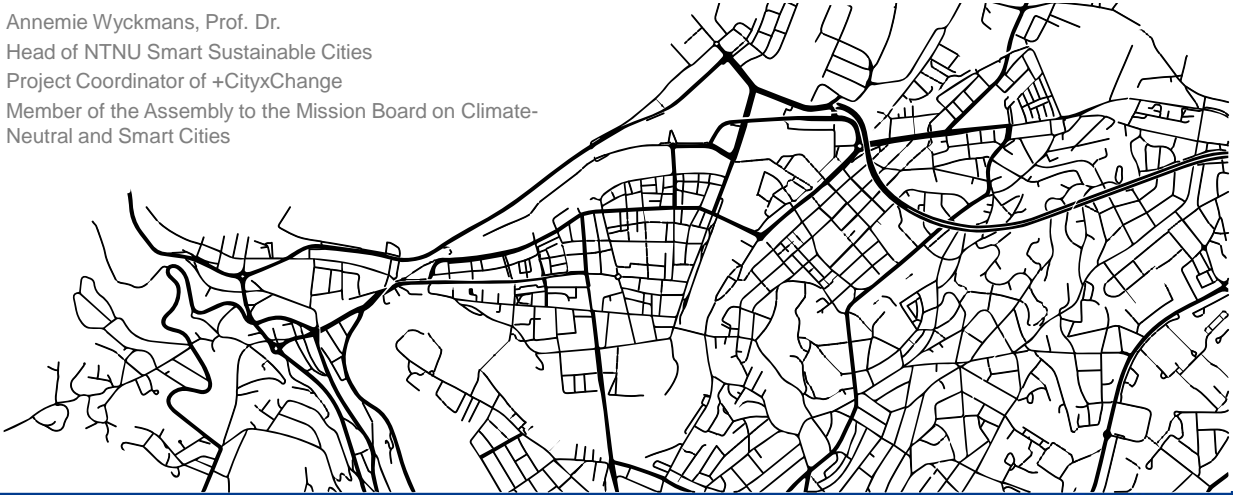 Annemie Wyckmans, Prof. Dr.
Head of NTNU Smart Sustainable Cities
Project Coordinator of +CityxChange
Member of the Assembly to the Mission Board on Climate-
Neutral and Smart Cities